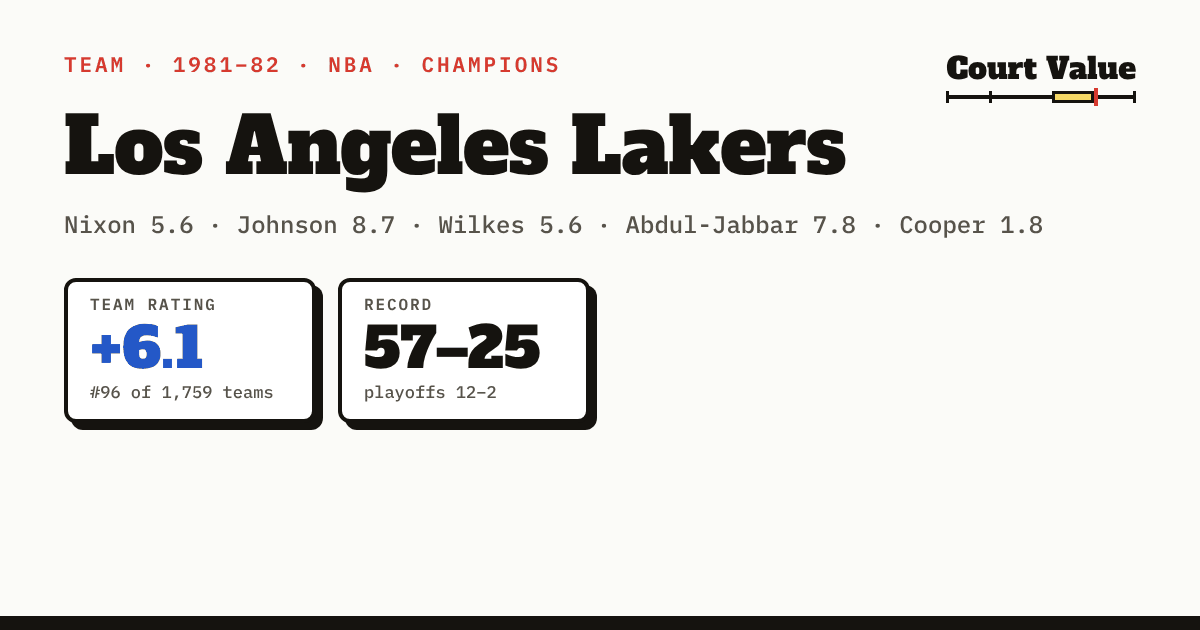 TEAM · 1981–82 · NBA · CHAMPIONS
Court Value
Los Angeles Lakers
Nixon 5.6 · Johnson 8.7 · Wilkes 5.6 · Abdul-Jabbar 7.8 · Cooper 1.8
TEAM RATING
+6.1
#96 of 1,759 teams
RECORD
57–25
playoffs 12–2